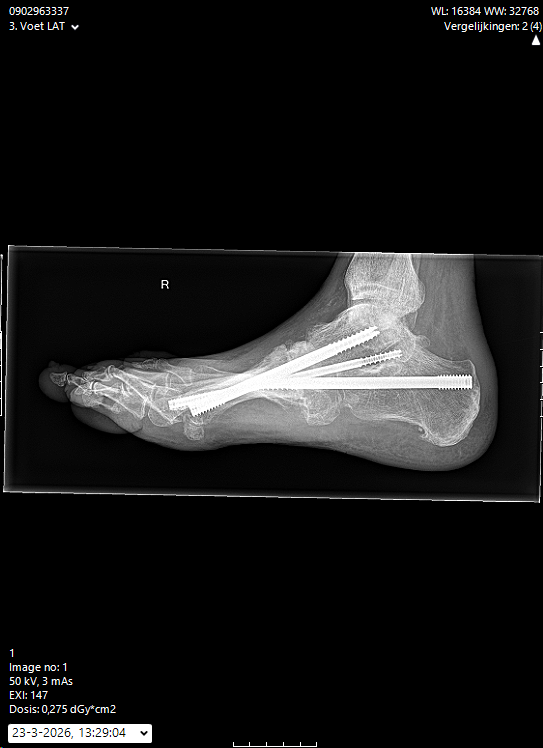 0902963337
3. Voet LAT
WL: 16384 WW: 32768
Vergelijkingen: 2 (4)
R
1
Image no: 1
50 kV, 3 mAs
EXI: 147
Dosis: 0,275 dGy*cm2
23-3-2026, 13:29:04